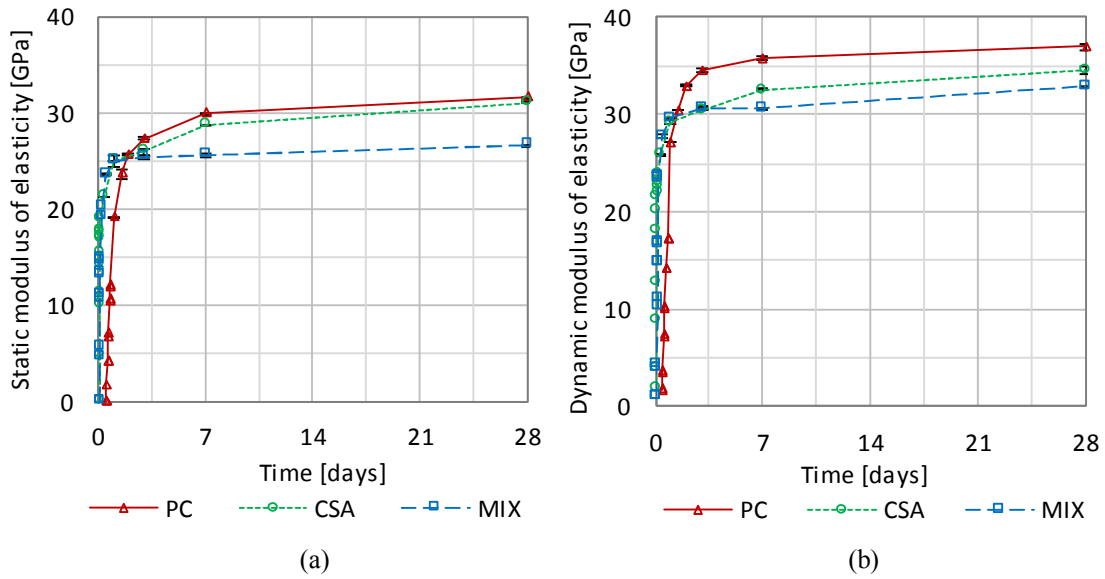 Static modulus of elasticity [GPa]
40
30
20
10
0
0 7 14 21 28
Time [days]
PC CSA MIX
(a)
Dynamic modulus of elasticity [GPa]
40
30
20
10
0
0 7 14 21 28
Time [days]
PC CSA MIX
(b)